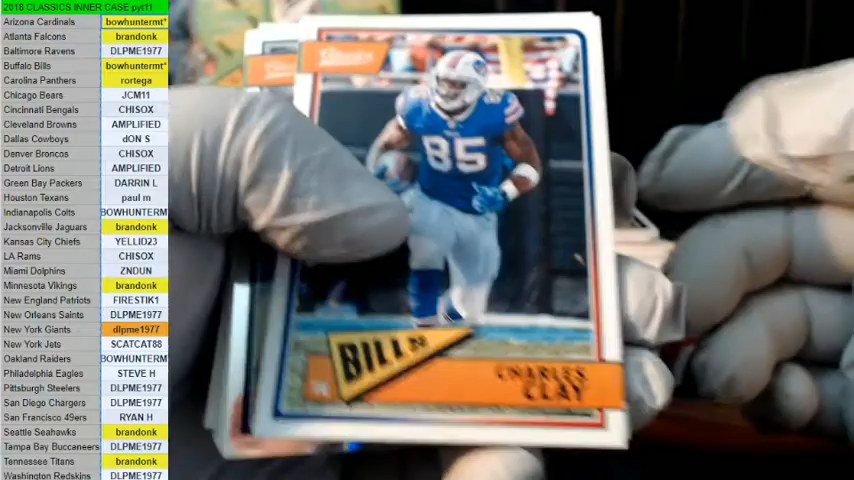 2018 CLASSICS INNER CASE pyt11
Arizona Cardinals bowhuntermt*
Atlanta Falcons brandonk
Baltimore Ravens DLPME1977
Buffalo Bills bowhuntermt*
Carolina Panthers rortega
Chicago Bears JCM11
Cincinnati Bengals CHISOX
Cleveland Browns AMPLIFIED
Dallas Cowboys dON S
Denver Broncos CHISOX
Detroit Lions AMPLIFIED
Green Bay Packers DARRIN L
Houston Texans paul m
Indianapolis Colts BOWHUNTERM
Jacksonville Jaguars brandonk
Kansas City Chiefs YELLID23
LA Rams CHISOX
Miami Dolphins ZNDUN
Minnesota Vikings brandonk
New England Patriots FIRESTIK1
New Orleans Saints DLPME1977
New York Giants dlpme1977
New York Jets SCATCAT88
Oakland Raiders BOWHUNTERM
Philadelphia Eagles STEVE H
Pittsburgh Steelers DLPME1977
San Diego Chargers DLPME1977
San Francisco 49ers RYAN H
Seattle Seahawks brandonk
Tampa Bay Buccaneers DLPME1977
Tennessee Titans brandonk
Washington Redskins DLPME1977
Classics
85
BILLS
CHARLES
CLAY